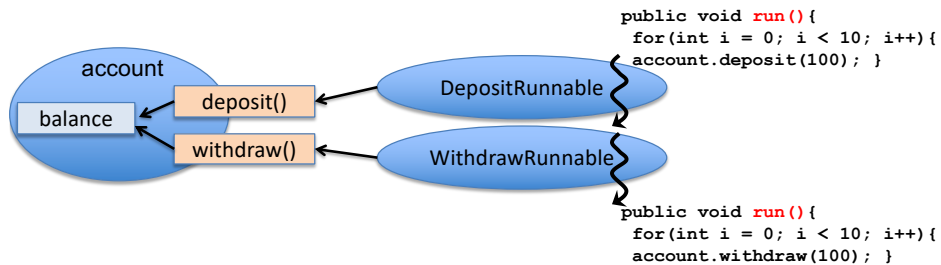 public void run(){
for(int i = 0; i < 10; i++){
account.deposit(100); }
account
deposit()
DepositRunnable
balance
withdraw()
WithdrawRunnable
public void run(){
for(int i = 0; i < 10; i++){
account.withdraw(100); }